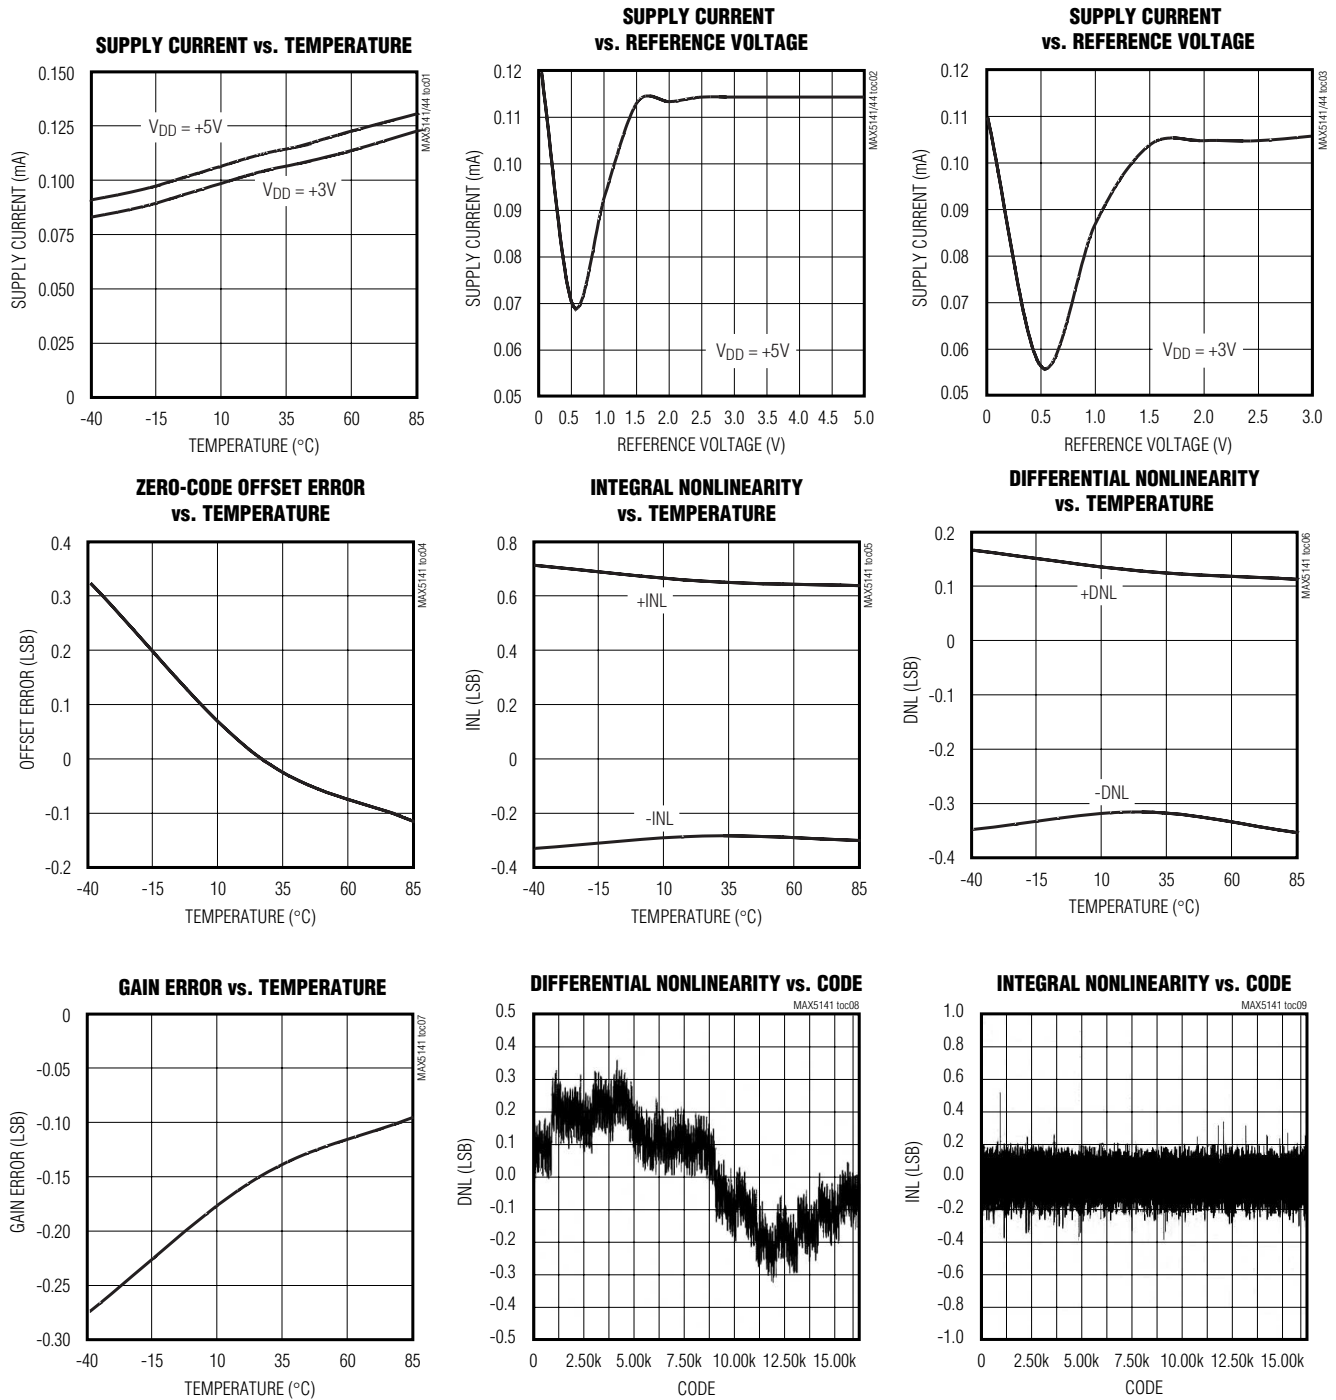 SUPPLY CURRENT vs. TEMPERATURE
0.150
0.125
0.100
0.075
0.050
0.025
0
SUPPLY CURRENT (mA)
VDD = +5V
VDD = +3V
-40 -15 10 35 60 85
TEMPERATURE (°C)
MAX5141/44 toc01
SUPPLY CURRENT
vs. REFERENCE VOLTAGE
0.12
0.11
0.10
0.09
0.08
0.07
0.06
0.05
SUPPLY CURRENT (mA)
VDD = +5V
0 0.5 1.0 1.5 2.0 2.5 3.0 3.5 4.0 4.5 5.0
REFERENCE VOLTAGE (V)
MAX5141/44 toc02
SUPPLY CURRENT
vs. REFERENCE VOLTAGE
0.12
0.11
0.10
0.09
0.08
0.07
0.06
0.05
SUPPLY CURRENT (mA)
VDD = +3V
0 0.5 1.0 1.5 2.0 2.5 3.0
REFERENCE VOLTAGE (V)
MAX5141/44 toc03
ZERO-CODE OFFSET ERROR
vs. TEMPERATURE
0.4
0.3
0.2
0.1
0
-0.1
-0.2
OFFSET ERROR (LSB)
-40 -15 10 35 60 85
TEMPERATURE (°C)
MAX5141 toc04
INTEGRAL NONLINEARITY
vs. TEMPERATURE
0.8
0.6
0.4
0.2
0
-0.2
-0.4
INL (LSB)
+INL
-INL
-40 -15 10 35 60 85
TEMPERATURE (°C)
MAX5141 toc05
DIFFERENTIAL NONLINEARITY
vs. TEMPERATURE
0.2
0.1
0
-0.1
-0.2
-0.3
-0.4
DNL (LSB)
+DNL
-DNL
-40 -15 10 35 60 85
TEMPERATURE (°C)
MAX5141 toc06
GAIN ERROR vs. TEMPERATURE
0
-0.05
-0.10
-0.15
-0.20
-0.25
-0.30
GAIN ERROR (LSB)
-40 -15 10 35 60 85
TEMPERATURE (°C)
MAX5141 toc07
DIFFERENTIAL NONLINEARITY vs. CODE
MAX5141 toc08
0.5
0.4
0.3
0.2
0.1
0.0
-0.1
-0.2
-0.3
-0.4
-0.5
DNL (LSB)
0 2.50k 5.00k 7.50k 10.00k 12.50k 15.00k
CODE
INTEGRAL NONLINEARITY vs. CODE
MAX5141 toc09
1.0
0.8
0.6
0.4
0.2
0.0
-0.2
-0.4
-0.6
-0.8
-1.0
INL (LSB)
0 2.50k 5.00k 7.50k 10.00k 12.50k 15.00k
CODE